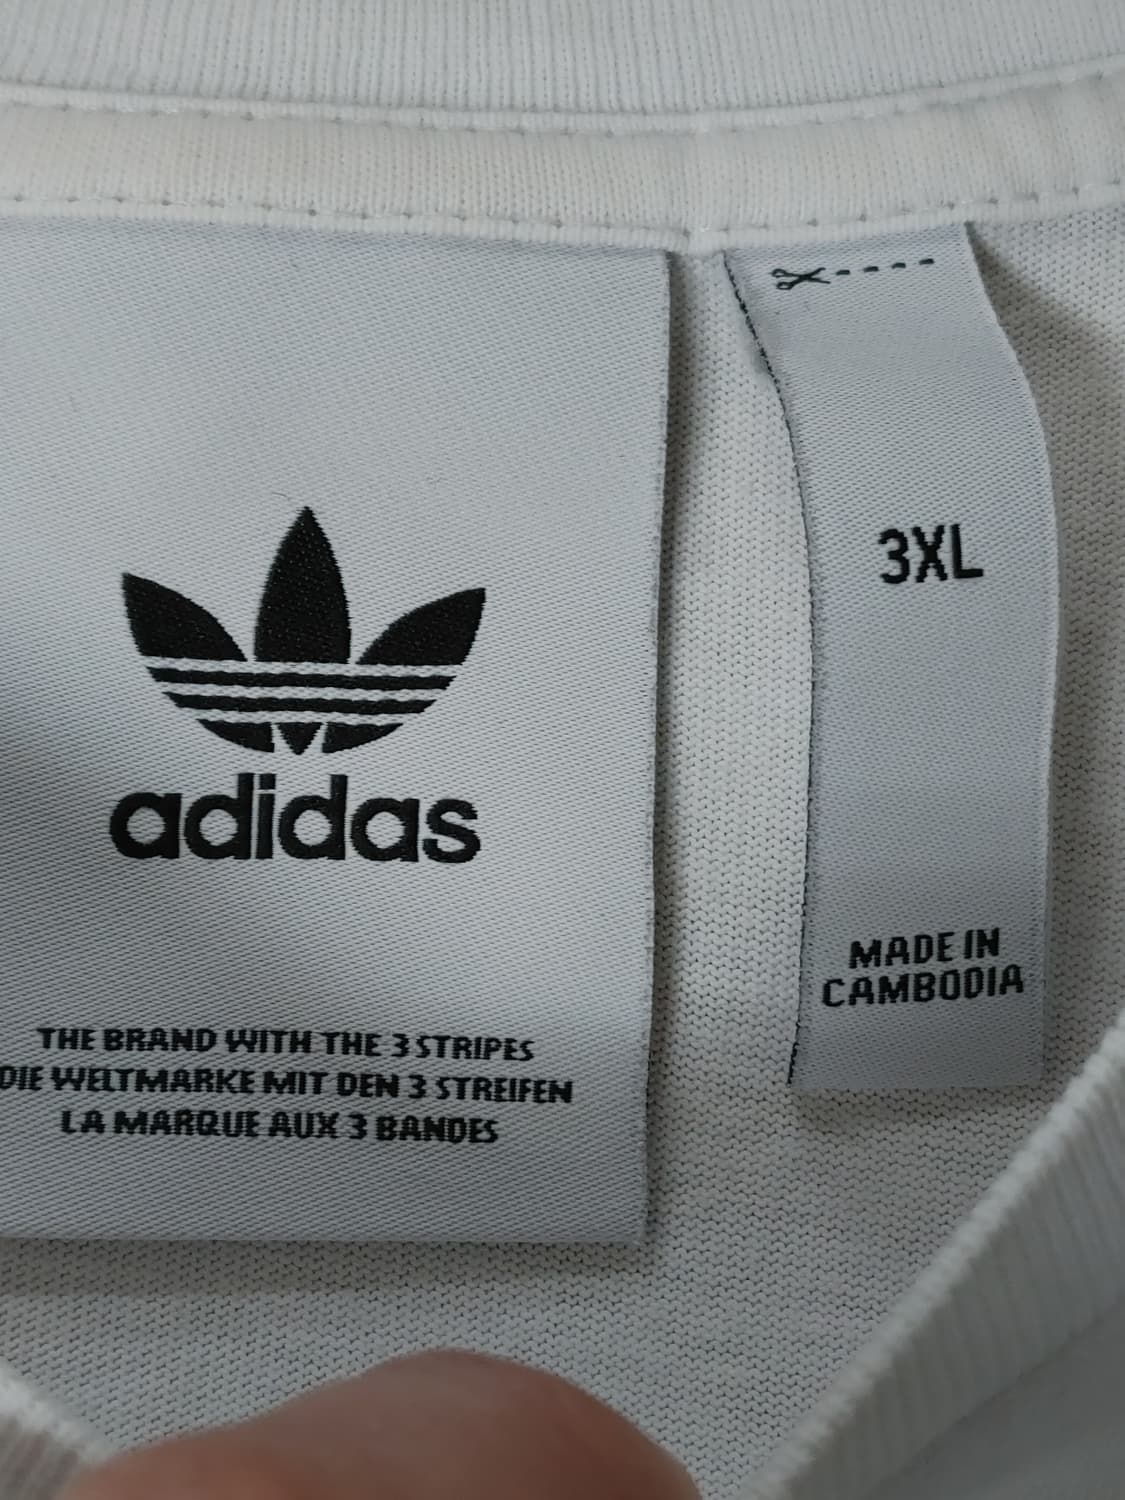 adidas
THE BRAND WITH THE 3 STRIPES
DIE WELTMARKE MIT DEN 3 STREIFEN
LA MARQUE AUX 3 BANDES
3XL
MADE IN
CAMBODIA